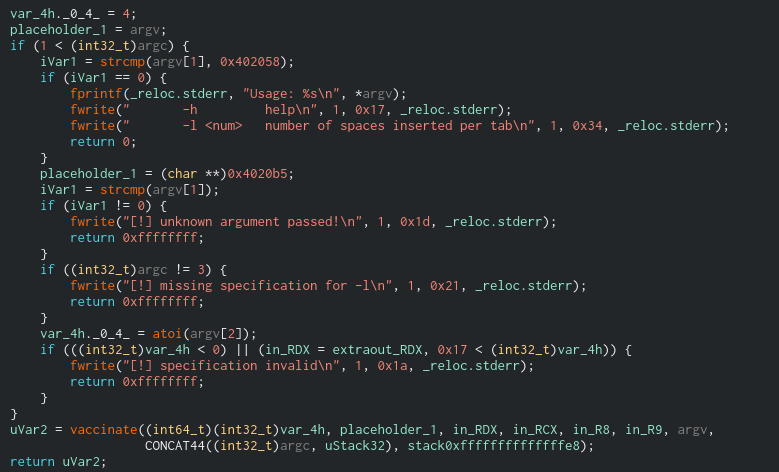 var_4h._0_4_ = 4;
placeholder_1 = argv;
if (1 < (int32_t)argc) {
    iVar1 = strcmp(argv[1], 0x402058);
    if (iVar1 == 0) {
        fprintf(_reloc.stderr, "Usage: %s\n", *argv);
        fwrite("       -h         help\n", 1, 0x17, _reloc.stderr);
        fwrite("       -l <num>   number of spaces inserted per tab\n", 1, 0x34, _reloc.stderr);
        return 0;
    }
    placeholder_1 = (char **)0x4020b5;
    iVar1 = strcmp(argv[1]);
    if (iVar1 != 0) {
        fwrite("[!] unknown argument passed!\n", 1, 0x1d, _reloc.stderr);
        return 0xffffffff;
    }
    if ((int32_t)argc != 3) {
        fwrite("[!] missing specification for -l\n", 1, 0x21, _reloc.stderr);
        return 0xffffffff;
    }
    var_4h._0_4_ = atoi(argv[2]);
    if (((int32_t)var_4h < 0) || (in_RDX = extraout_RDX, 0x17 < (int32_t)var_4h)) {
        fwrite("[!] specification invalid\n", 1, 0x1a, _reloc.stderr);
        return 0xffffffff;
    }
}
uVar2 = vaccinate((int64_t)(int32_t)var_4h, placeholder_1, in_RDX, in_RCX, in_R8, in_R9, argv,
                  CONCAT44((int32_t)argc, uStack32), stack0xffffffffffffffe8);
return uVar2;